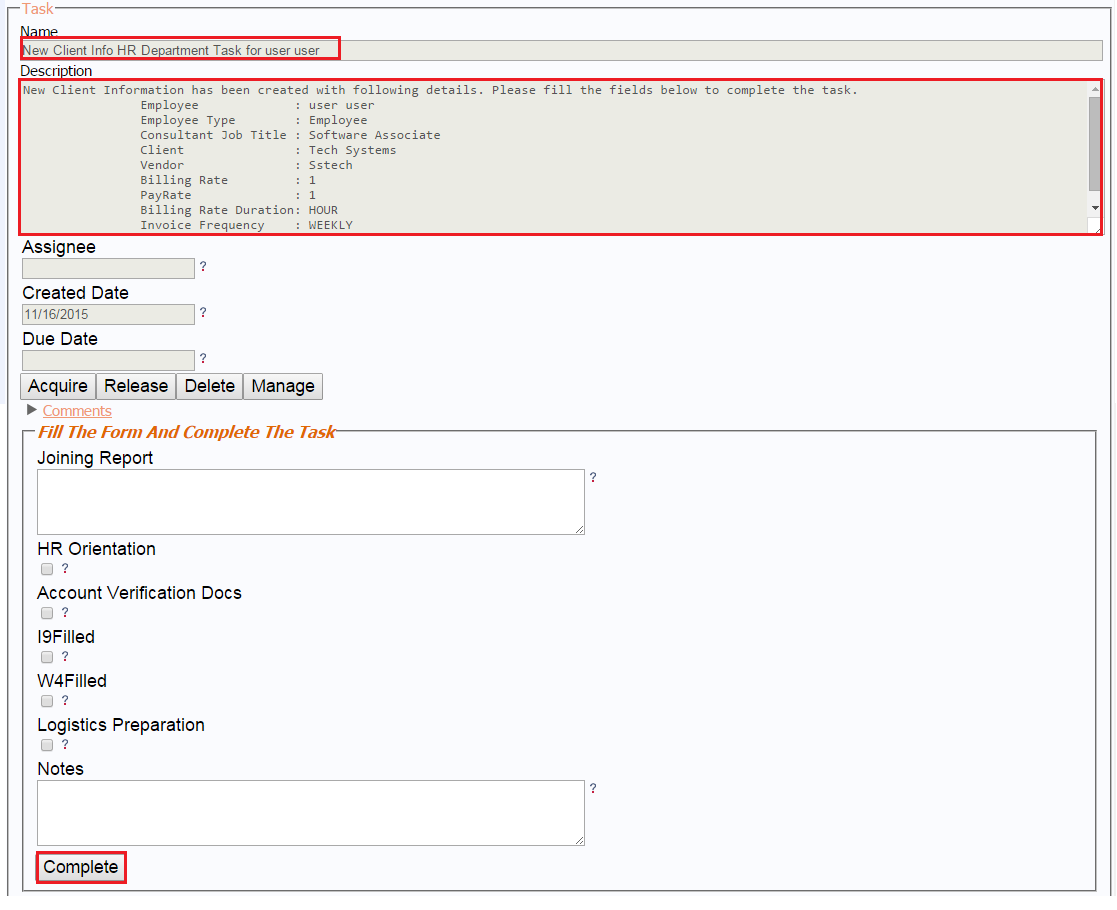 Task
Name
New Client Info HR Department Task for user user
Description
New Client Information has been created with following details. Please fill the fields below to complete the task.
Employee : user user
Employee Type : Employee
Consultant Job Title : Software Associate
Client : Tech Systems
Vendor : Sstech
Billing Rate : 1
PayRate : 1
Billing Rate Duration: HOUR
Invoice Frequency : WEEKLY
Assignee
?
Created Date
11/16/2015 ?
Due Date
?
Acquire Release Delete Manage
Comments
Fill The Form And Complete The Task
Joining Report
?
HR Orientation
?
Account Verification Docs
?
I9Filled
?
W4Filled
?
Logistics Preparation
?
Notes
?
Complete